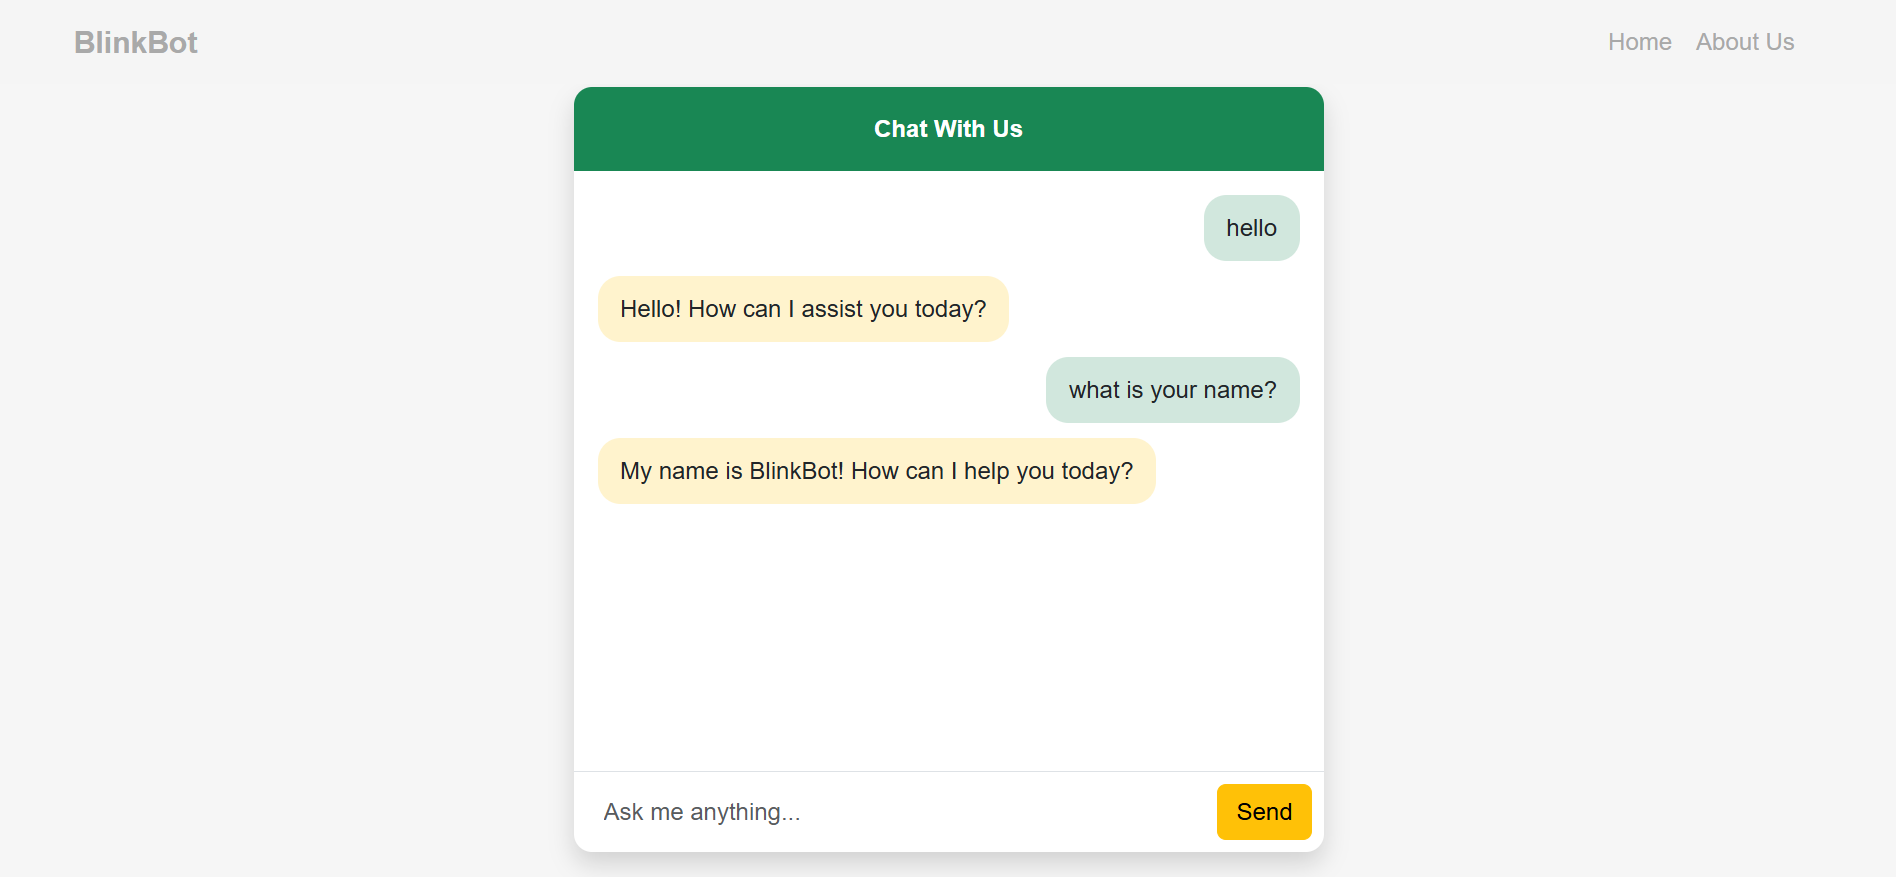 BlinkBot
Home About Us
Chat With Us
hello
Hello! How can I assist you today?
what is your name?
My name is BlinkBot! How can I help you today?
Ask me anything...
Send